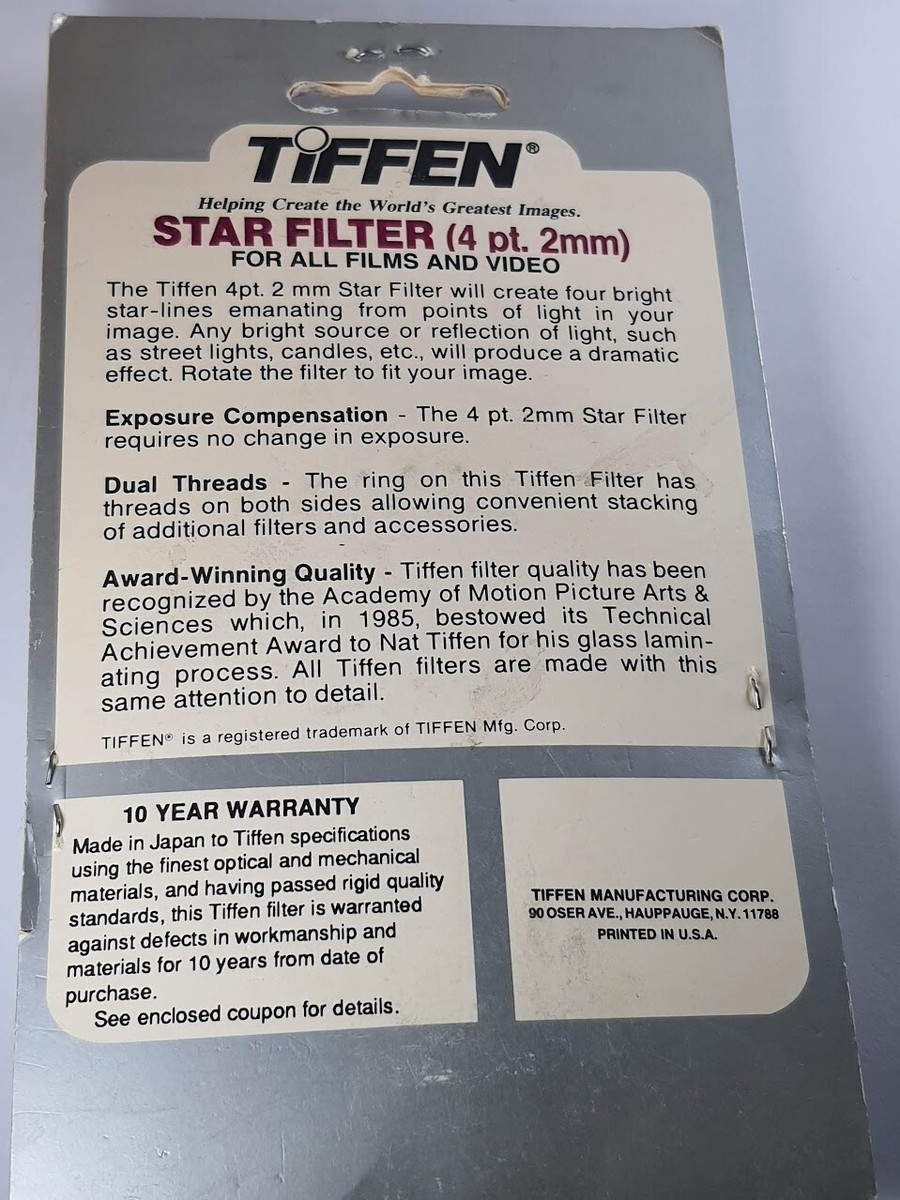 TIFFEN®
Helping Create the World's Greatest Images.
STAR FILTER (4 pt. 2mm)
FOR ALL FILMS AND VIDEO
The Tiffen 4pt. 2 mm Star Filter will create four bright
star-lines emanating from points of light in your
image. Any bright source or reflection of light, such
as street lights, candles, etc., will produce a dramatic
effect. Rotate the filter to fit your image.
Exposure Compensation - The 4 pt. 2mm Star Filter
requires no change in exposure.
Dual Threads - The ring on this Tiffen Filter has
threads on both sides allowing convenient stacking
of additional filters and accessories.
Award-Winning Quality - Tiffen filter quality has been
recognized by the Academy of Motion Picture Arts &
Sciences which, in 1985, bestowed its Technical
Achievement Award to Nat Tiffen for his glass lamin-
ating process. All Tiffen filters are made with this
same attention to detail.
TIFFEN® is a registered trademark of TIFFEN Mfg. Corp.
10 YEAR WARRANTY
Made in Japan to Tiffen specifications
using the finest optical and mechanical
materials, and having passed rigid quality
standards, this Tiffen filter is warranted
against defects in workmanship and
materials for 10 years from date of
purchase.
See enclosed coupon for details.
TIFFEN MANUFACTURING CORP.
90 OSER AVE., HAUPPAUGE, N.Y. 11788
PRINTED IN U.S.A.